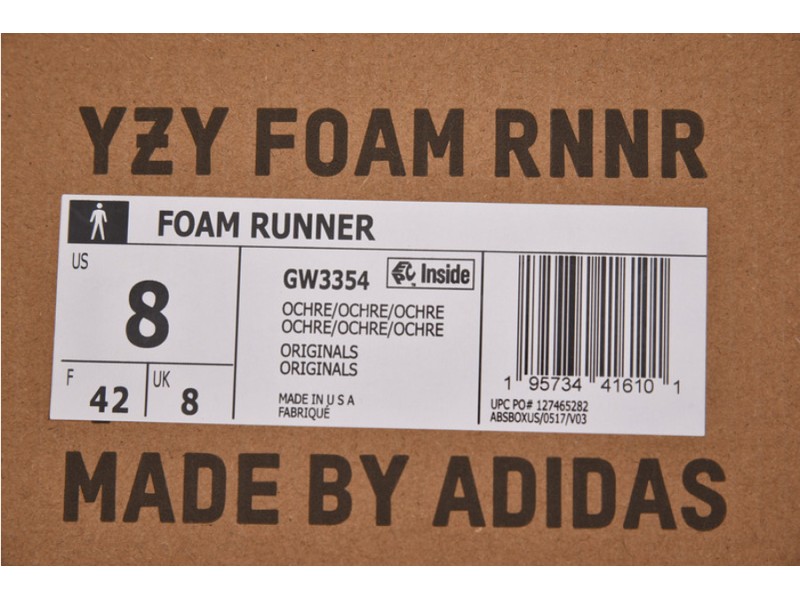 YZY FOAM RNNR
FOAM RUNNER
US
8
F
42
UK
8
GW3354
Inside
OCHRE/OCHRE/OCHRE
OCHRE/OCHRE/OCHRE
ORIGINALS
ORIGINALS
MADE IN U S A
FABRIQUÉ
1 95734 41610 1
UPC PO# 127465282
ABSBOXUS/0517/V03
MADE BY ADIDAS